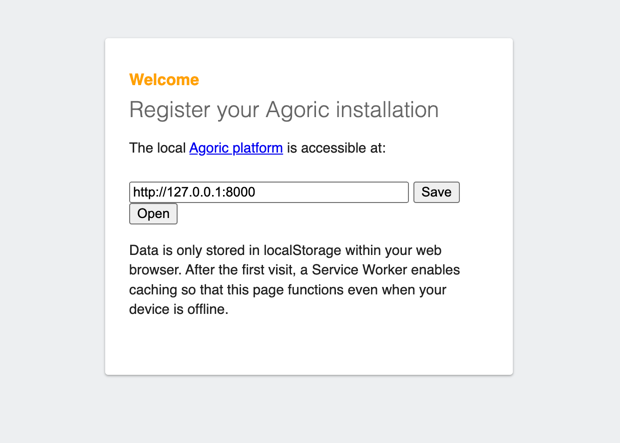 Welcome
Register your Agoric installation
The local Agoric platform is accessible at:
http://127.0.0.1:8000 Save
Open
Data is only stored in localStorage within your web
browser. After the first visit, a Service Worker enables
caching so that this page functions even when your
device is offline.